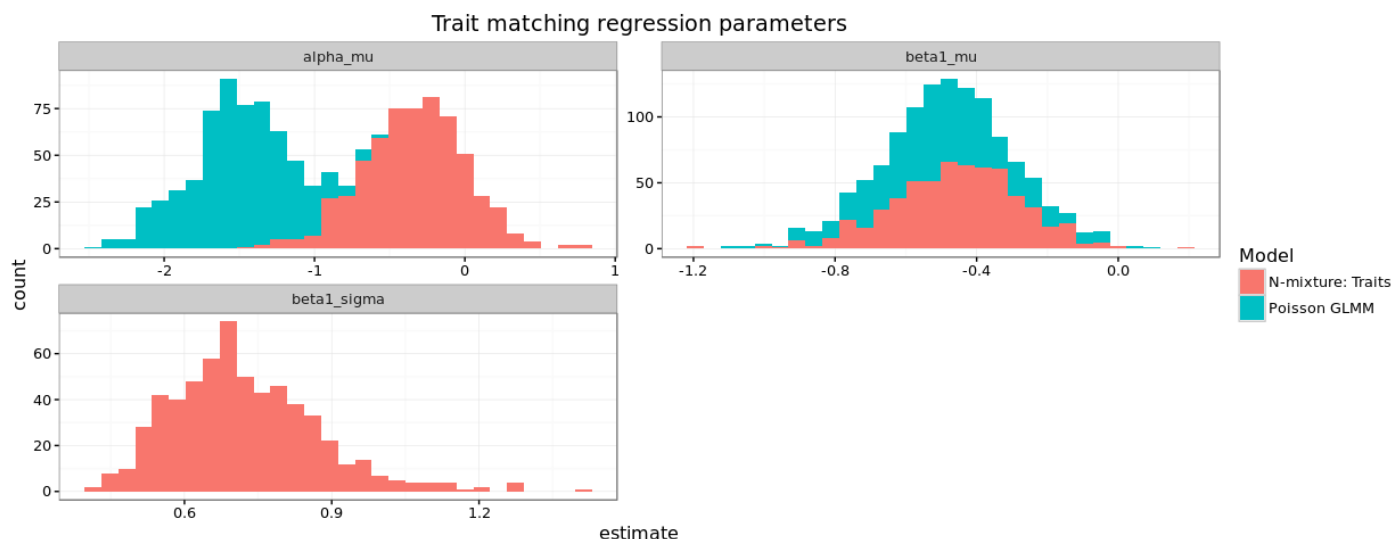 Trait matching regression parameters
alpha_mu
beta1_mu
75
50
25
0
-2
-1
0
1
100
50
0
-1.2
-0.8
-0.4
0.0
beta1_sigma
60
40
20
0
0.6
0.9
1.2
count
estimate
Model
N-mixture: Traits
Poisson GLMM